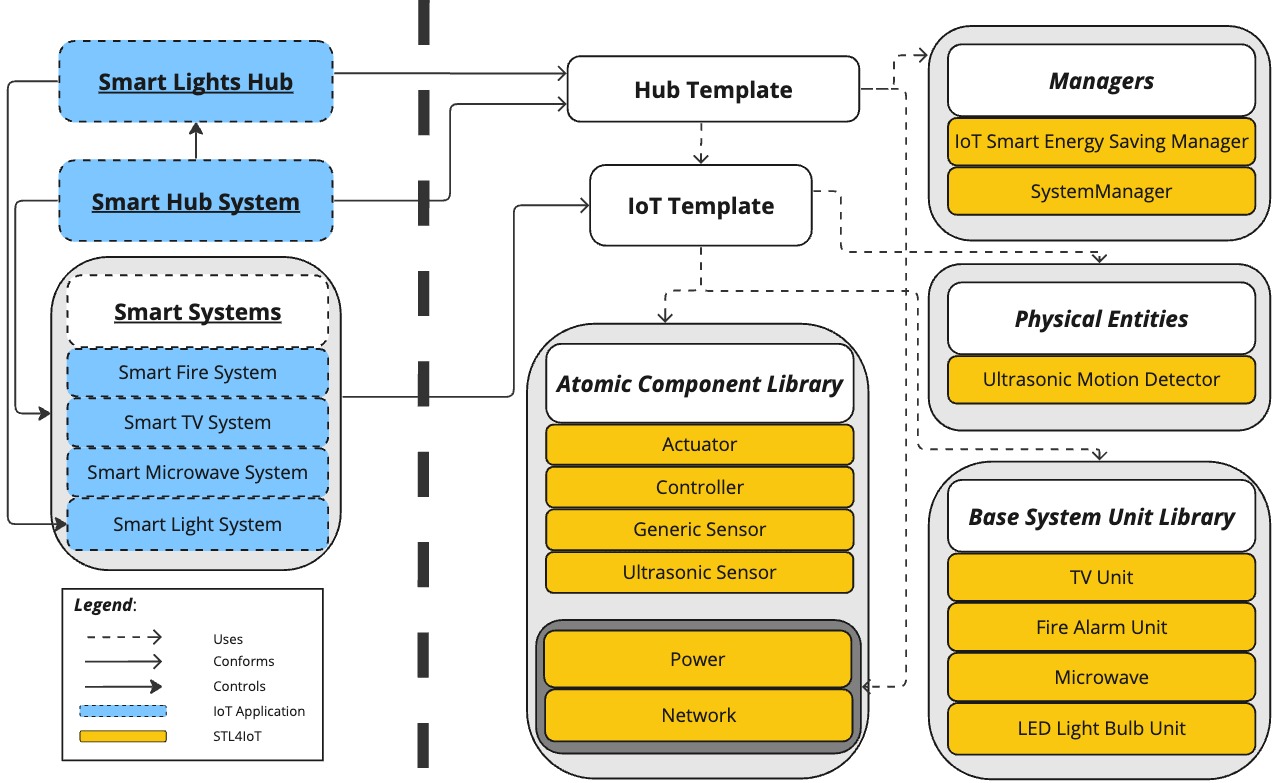 Smart Lights Hub
Smart Hub System
Smart Systems
Smart Fire System
Smart TV System
Smart Microwave System
Smart Light System
Legend:
Uses
Conforms
Controls
IoT Application
STL4IoT
Hub Template
IoT Template
Atomic Component Library
Actuator
Controller
Generic Sensor
Ultrasonic Sensor
Power
Network
Managers
IoT Smart Energy Saving Manager
SystemManager
Physical Entities
Ultrasonic Motion Detector
Base System Unit Library
TV Unit
Fire Alarm Unit
Microwave
LED Light Bulb Unit